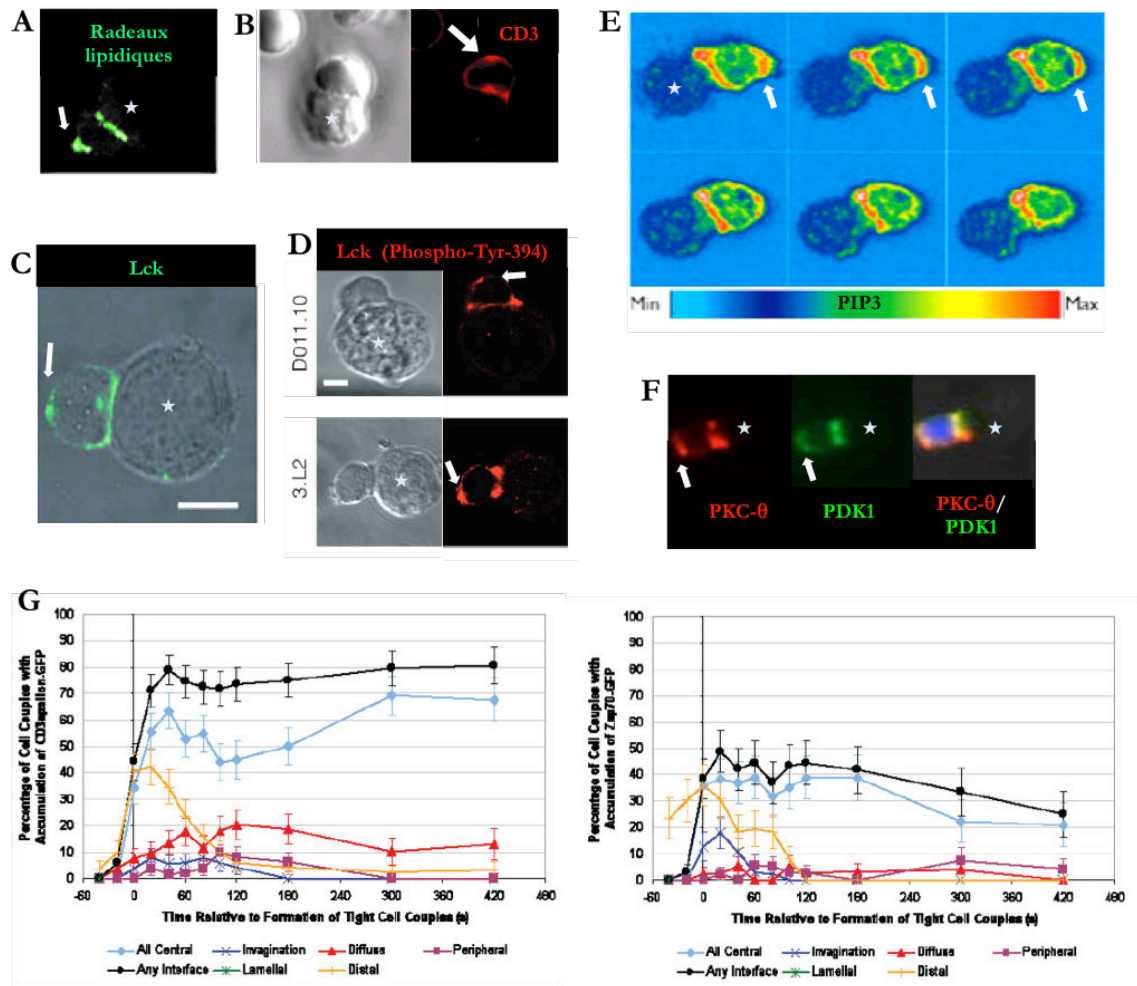 A
Radeaux
lipidiques
B
CD3
E
Min
PIP3
Max
C
Lck
D
Lck (Phospho-Tyr-394)
D011.10
3.L2
F
PKC-θ
PDK1
PKC-θ/
PDK1
G
Percentage of Cell Couples with
Accumulation of CD3epsilon-GFP
100
90
80
70
60
50
40
30
20
10
0
-60
0
60
120
180
240
300
360
420
480
Time Relative to Formation of Tight Cell Couples (s)
All Central
Invagination
Diffuse
Peripheral
Any Interface
Lamellal
Distal
Percentage of Cell Couples with
Accumulation of Zap70-GFP
100
90
80
70
60
50
40
30
20
10
0
-60
0
60
120
180
240
300
360
420
480
Time Relative to Formation of Tight Cell Couples (s)
All Central
Invagination
Diffuse
Peripheral
Any Interface
Lamellal
Distal